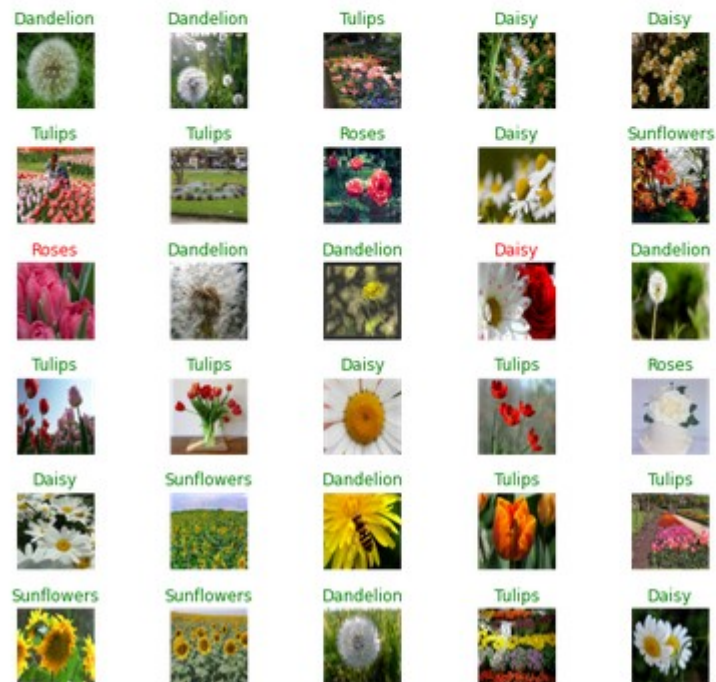 Dandelion Dandelion Tulips Daisy Daisy
Tulips Tulips Roses Daisy Sunflowers
Roses Dandelion Dandelion Daisy Dandelion
Tulips Tulips Daisy Tulips Roses
Daisy Sunflowers Dandelion Tulips Tulips
Sunflowers Sunflowers Dandelion Tulips Daisy